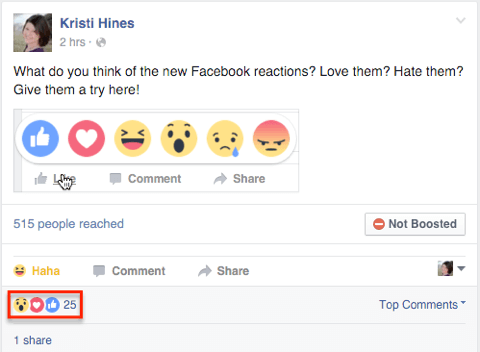 Kristi Hines
2 hrs ·
What do you think of the new Facebook reactions? Love them? Hate them?
Give them a try here!
Like Comment Share
515 people reached Not Boosted
Haha Comment Share
25 Top Comments
1 share